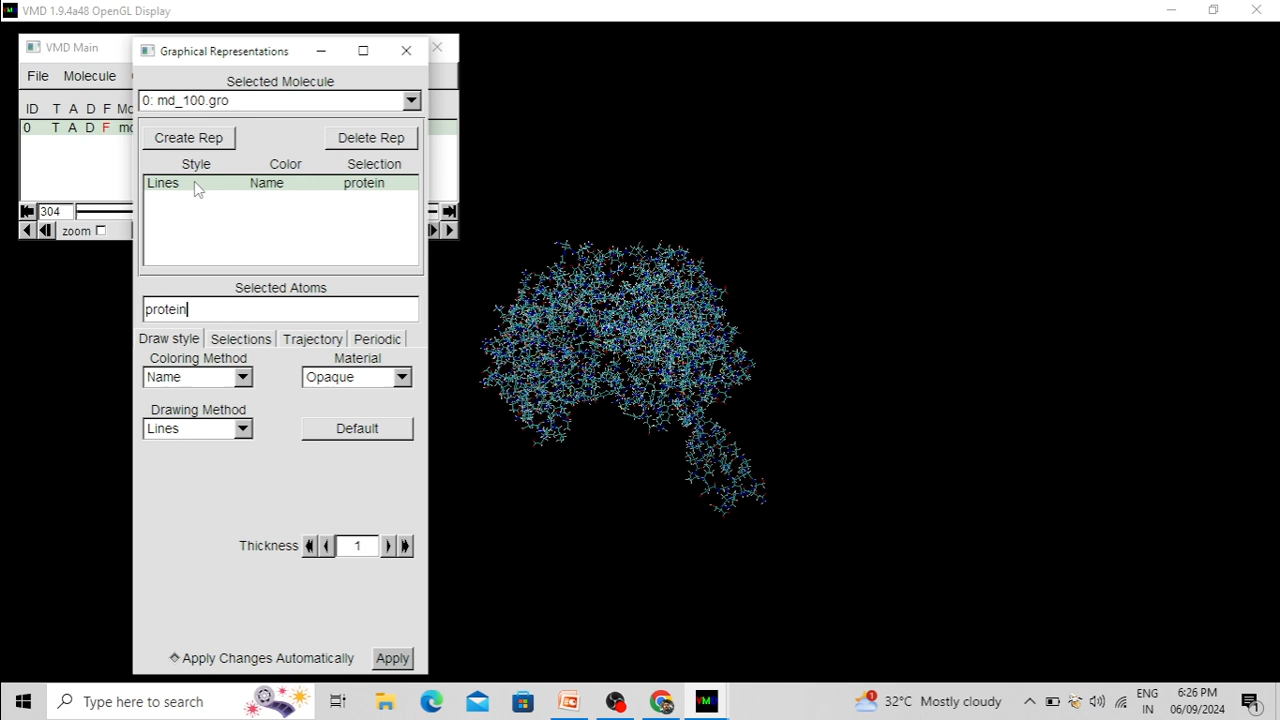 VMD 1.9.4a48 OpenGL Display
VMD Main
File Molecule
ID T A D F Mo
0 T A D F mo
304
zoom
Graphical Representations
Selected Molecule
0: md_100.gro
Create Rep Delete Rep
Style Color Selection
Lines Name protein
Selected Atoms
protein
Draw style Selections Trajectory Periodic
Coloring Method Material
Name Opaque
Drawing Method
Lines Default
Thickness 1
Apply Changes Automatically Apply
Type here to search
32°C Mostly cloudy
ENG
IN
6:26 PM
06/09/2024
1
1